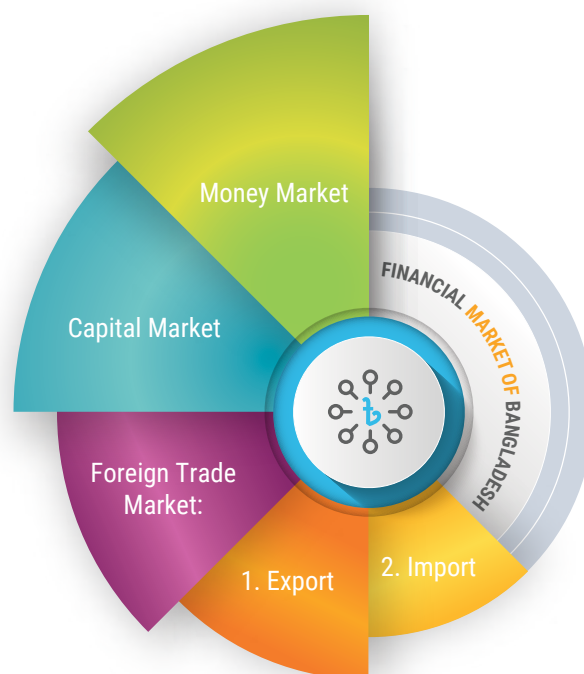 Money Market
FINANCIAL MARKET OF BANGLADESH
Capital Market
৳
Foreign Trade
Market:
1. Export
2. Import